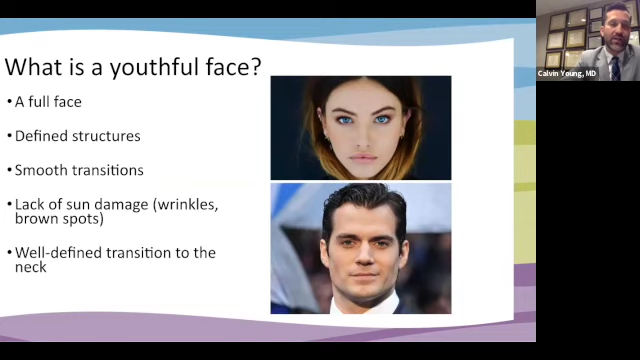 What is a youthful face?
• A full face
• Defined structures
• Smooth transitions
• Lack of sun damage (wrinkles,
brown spots)
• Well-defined transition to the
neck
Calvin Young, MD